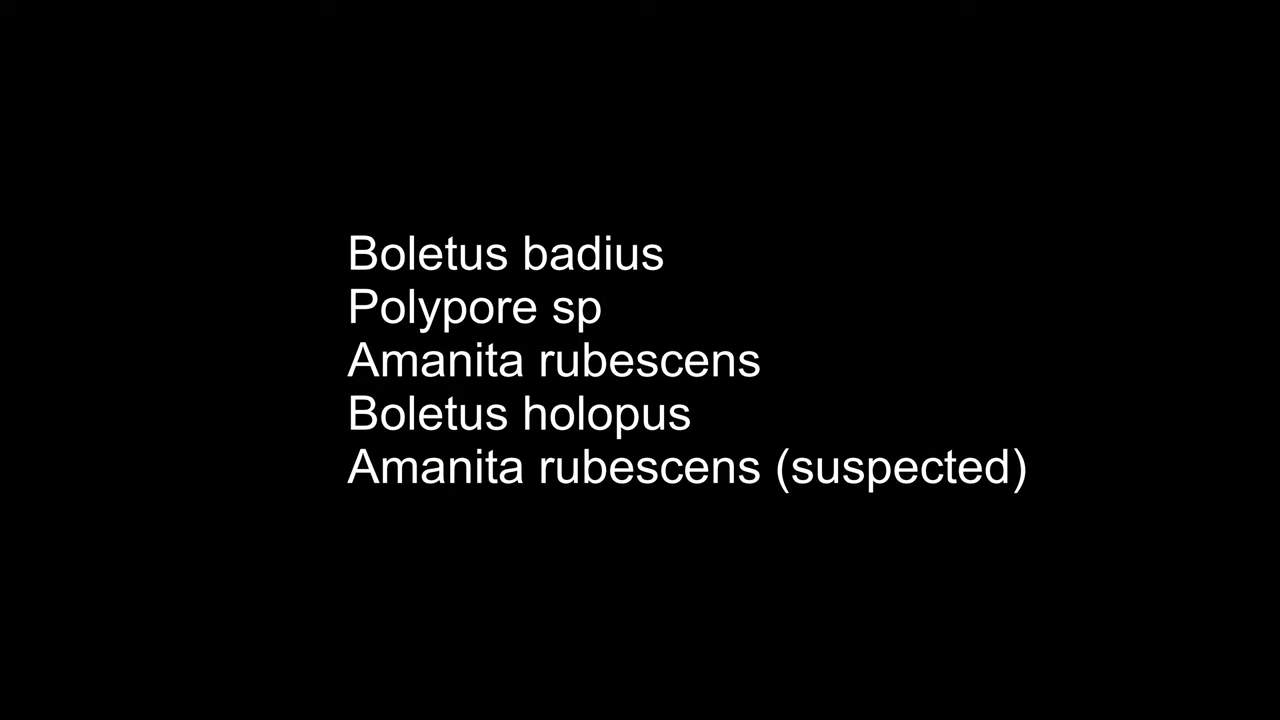 Boletus badius
Polypore sp
Amanita rubescens
Boletus holopus
Amanita rubescens (suspected)